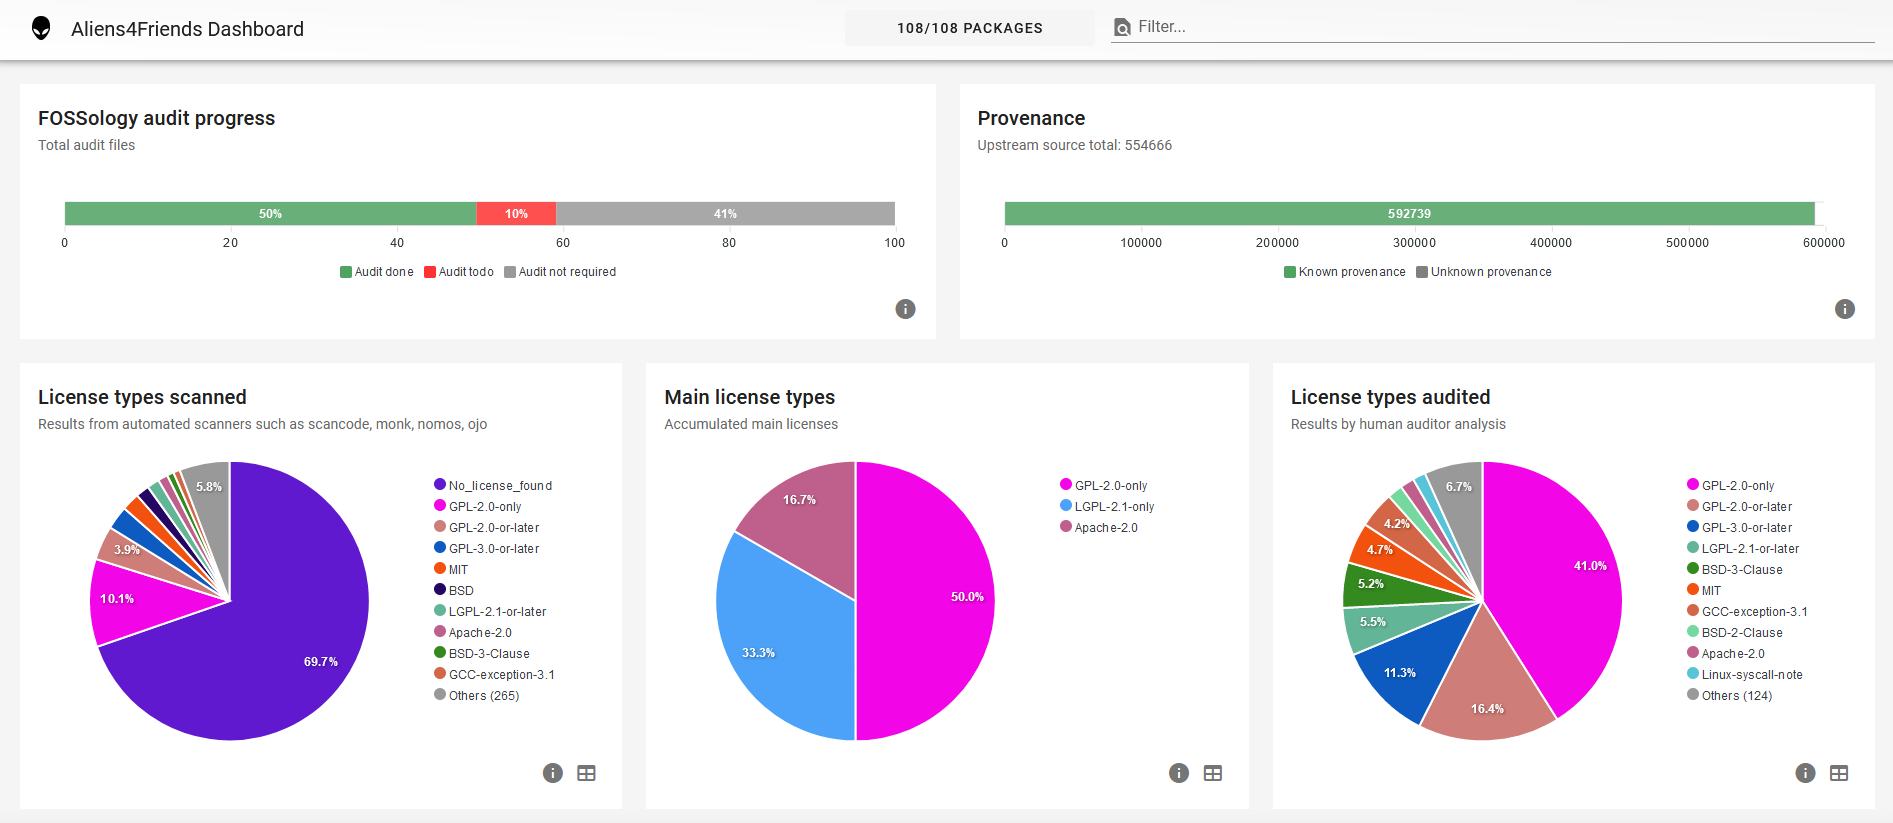 Aliens4Friends Dashboard
108/108 PACKAGES
Filter...
FOSSology audit progress
Total audit files
50% 10% 41%
0 20 40 60 80 100
Audit done Audit todo Audit not required
Provenance
Upstream source total: 554666
592739
0 100000 200000 300000 400000 500000 600000
Known provenance Unknown provenance
License types scanned
Results from automated scanners such as scancode, monk, nomos, ojo
5.8%
3.9%
10.1%
69.7%
No_license_found
GPL-2.0-only
GPL-2.0-or-later
GPL-3.0-or-later
MIT
BSD
LGPL-2.1-or-later
Apache-2.0
BSD-3-Clause
GCC-exception-3.1
Others (265)
Main license types
Accumulated main licenses
16.7%
50.0%
33.3%
GPL-2.0-only
LGPL-2.1-only
Apache-2.0
License types audited
Results by human auditor analysis
6.7%
4.2%
4.7%
41.0%
5.2%
5.5%
11.3%
16.4%
GPL-2.0-only
GPL-2.0-or-later
GPL-3.0-or-later
LGPL-2.1-or-later
BSD-3-Clause
MIT
GCC-exception-3.1
BSD-2-Clause
Apache-2.0
Linux-syscall-note
Others (124)